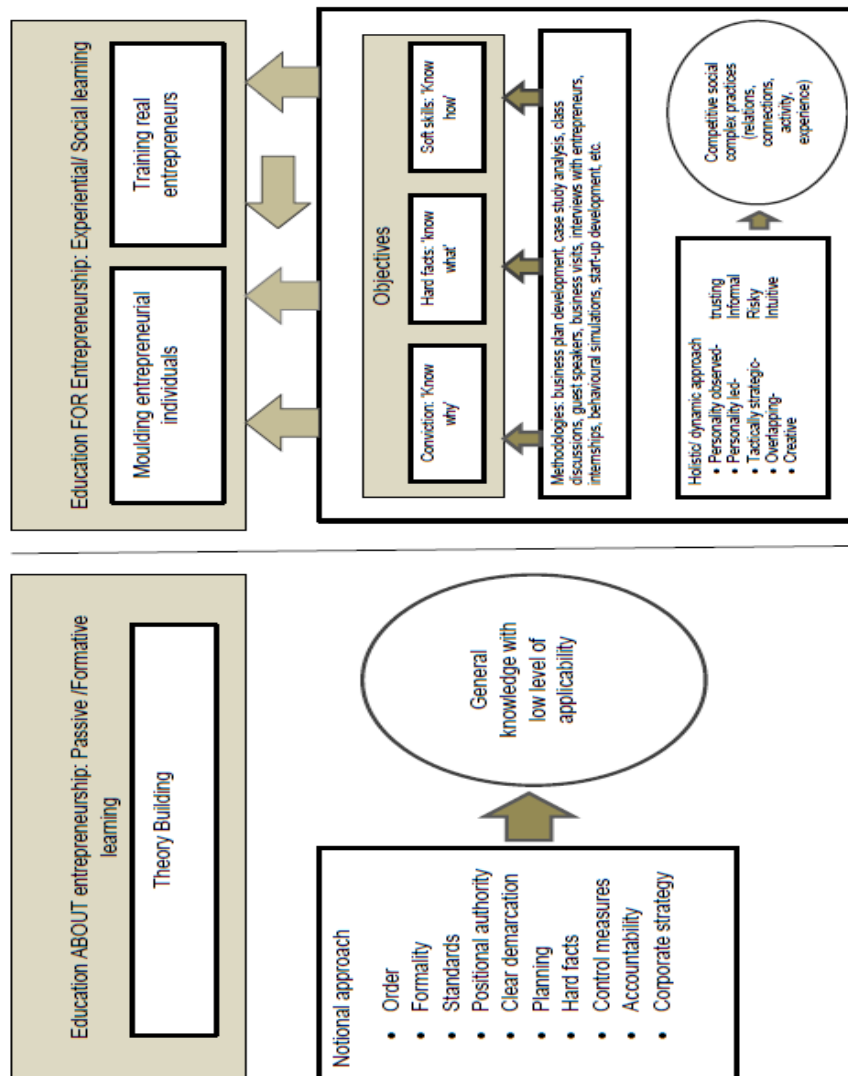 Education ABOUT entrepreneurship: Passive /Formative
learning
Theory Building
Notional approach
• Order
• Formality
• Standards
• Positional authority
• Clear demarcation
• Planning
• Hard facts
• Control measures
• Accountability
• Corporate strategy
General
knowledge with
low level of
applicability
Education FOR Entrepreneurship: Experiential/ Social learning
Moulding entrepreneurial
individuals
Training real
entrepreneurs
Objectives
Conviction: 'Know
why'
Hard facts: 'know
what'
Soft skills: 'Know
how'
Methodologies: business plan development, case study analysis, class
discussions, guest speakers, business visits, interviews with entrepreneurs,
internships, behavioural simulations, start-up development, etc.
Holistic/ dynamic approach
• Personality observed- trusting
• Personality led- Informal
• Tactically strategic- Risky
• Overlapping- Intuitive
• Creative
Competitive social
complex practices
(relations,
connections,
activity,
experience)